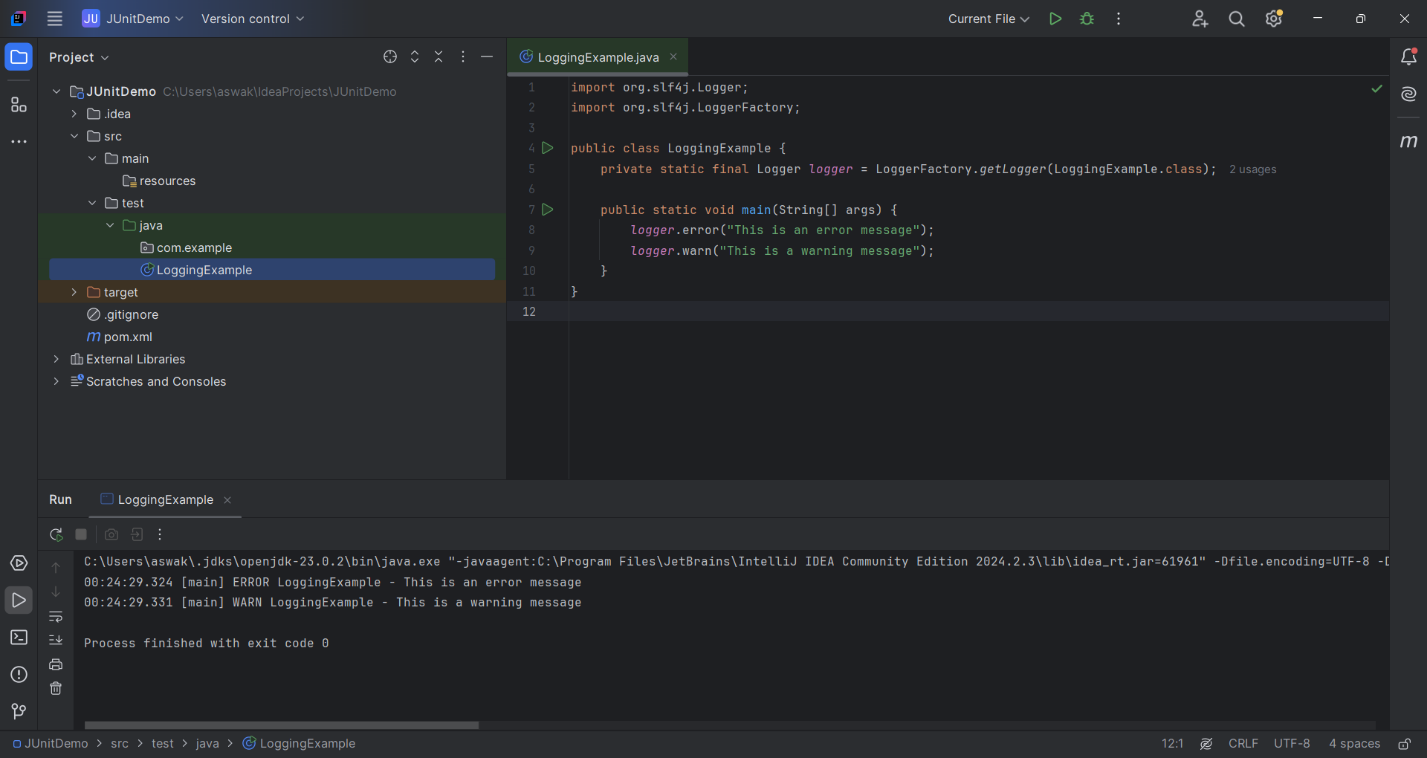 JU JUnitDemo Version control Current File
Project
LoggingExample.java
JUnitDemo C:\Users\aswak\IdeaProjects\JUnitDemo
.idea
src
main
resources
test
java
com.example
LoggingExample
target
.gitignore
m pom.xml
External Libraries
Scratches and Consoles
1 import org.slf4j.Logger;
2 import org.slf4j.LoggerFactory;
3
4 public class LoggingExample {
5 private static final Logger logger = LoggerFactory.getLogger(LoggingExample.class); 2 usages
6
7 public static void main(String[] args) {
8 logger.error("This is an error message");
9 logger.warn("This is a warning message");
10 }
11 }
12
m
Run LoggingExample
C:\Users\aswak\.jdks\openjdk-23.0.2\bin\java.exe "-javaagent:C:\Program Files\JetBrains\IntelliJ IDEA Community Edition 2024.2.3\lib\idea_rt.jar=61961" -Dfile.encoding=UTF-8 -D
00:24:29.324 [main] ERROR LoggingExample - This is an error message
00:24:29.331 [main] WARN LoggingExample - This is a warning message
Process finished with exit code 0
JUnitDemo > src > test > java > LoggingExample 12:1 CRLF UTF-8 4 spaces